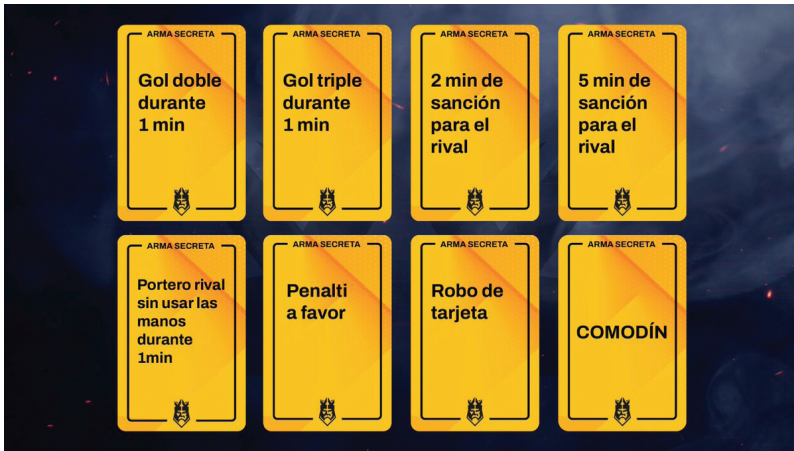 ARMA SECRETA
Gol doble
durante
1 min
ARMA SECRETA
Gol triple
durante
1 min
ARMA SECRETA
2 min de
sanción
para el
rival
ARMA SECRETA
5 min de
sanción
para el
rival
ARMA SECRETA
Portero rival
sin usar las
manos
durante
1min
ARMA SECRETA
Penalti
a favor
ARMA SECRETA
Robo de
tarjeta
ARMA SECRETA
COMODÍN